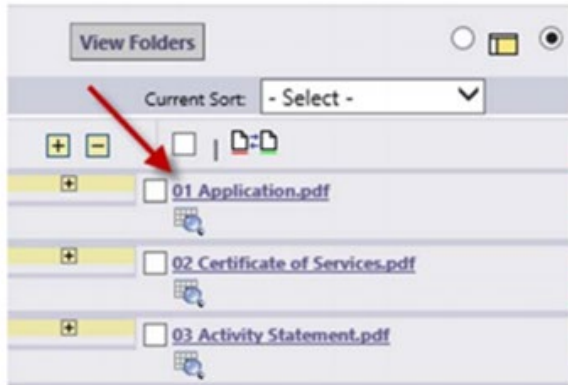 View Folders
Current Sort: - Select -
01 Application.pdf
02 Certificate of Services.pdf
03 Activity Statement.pdf